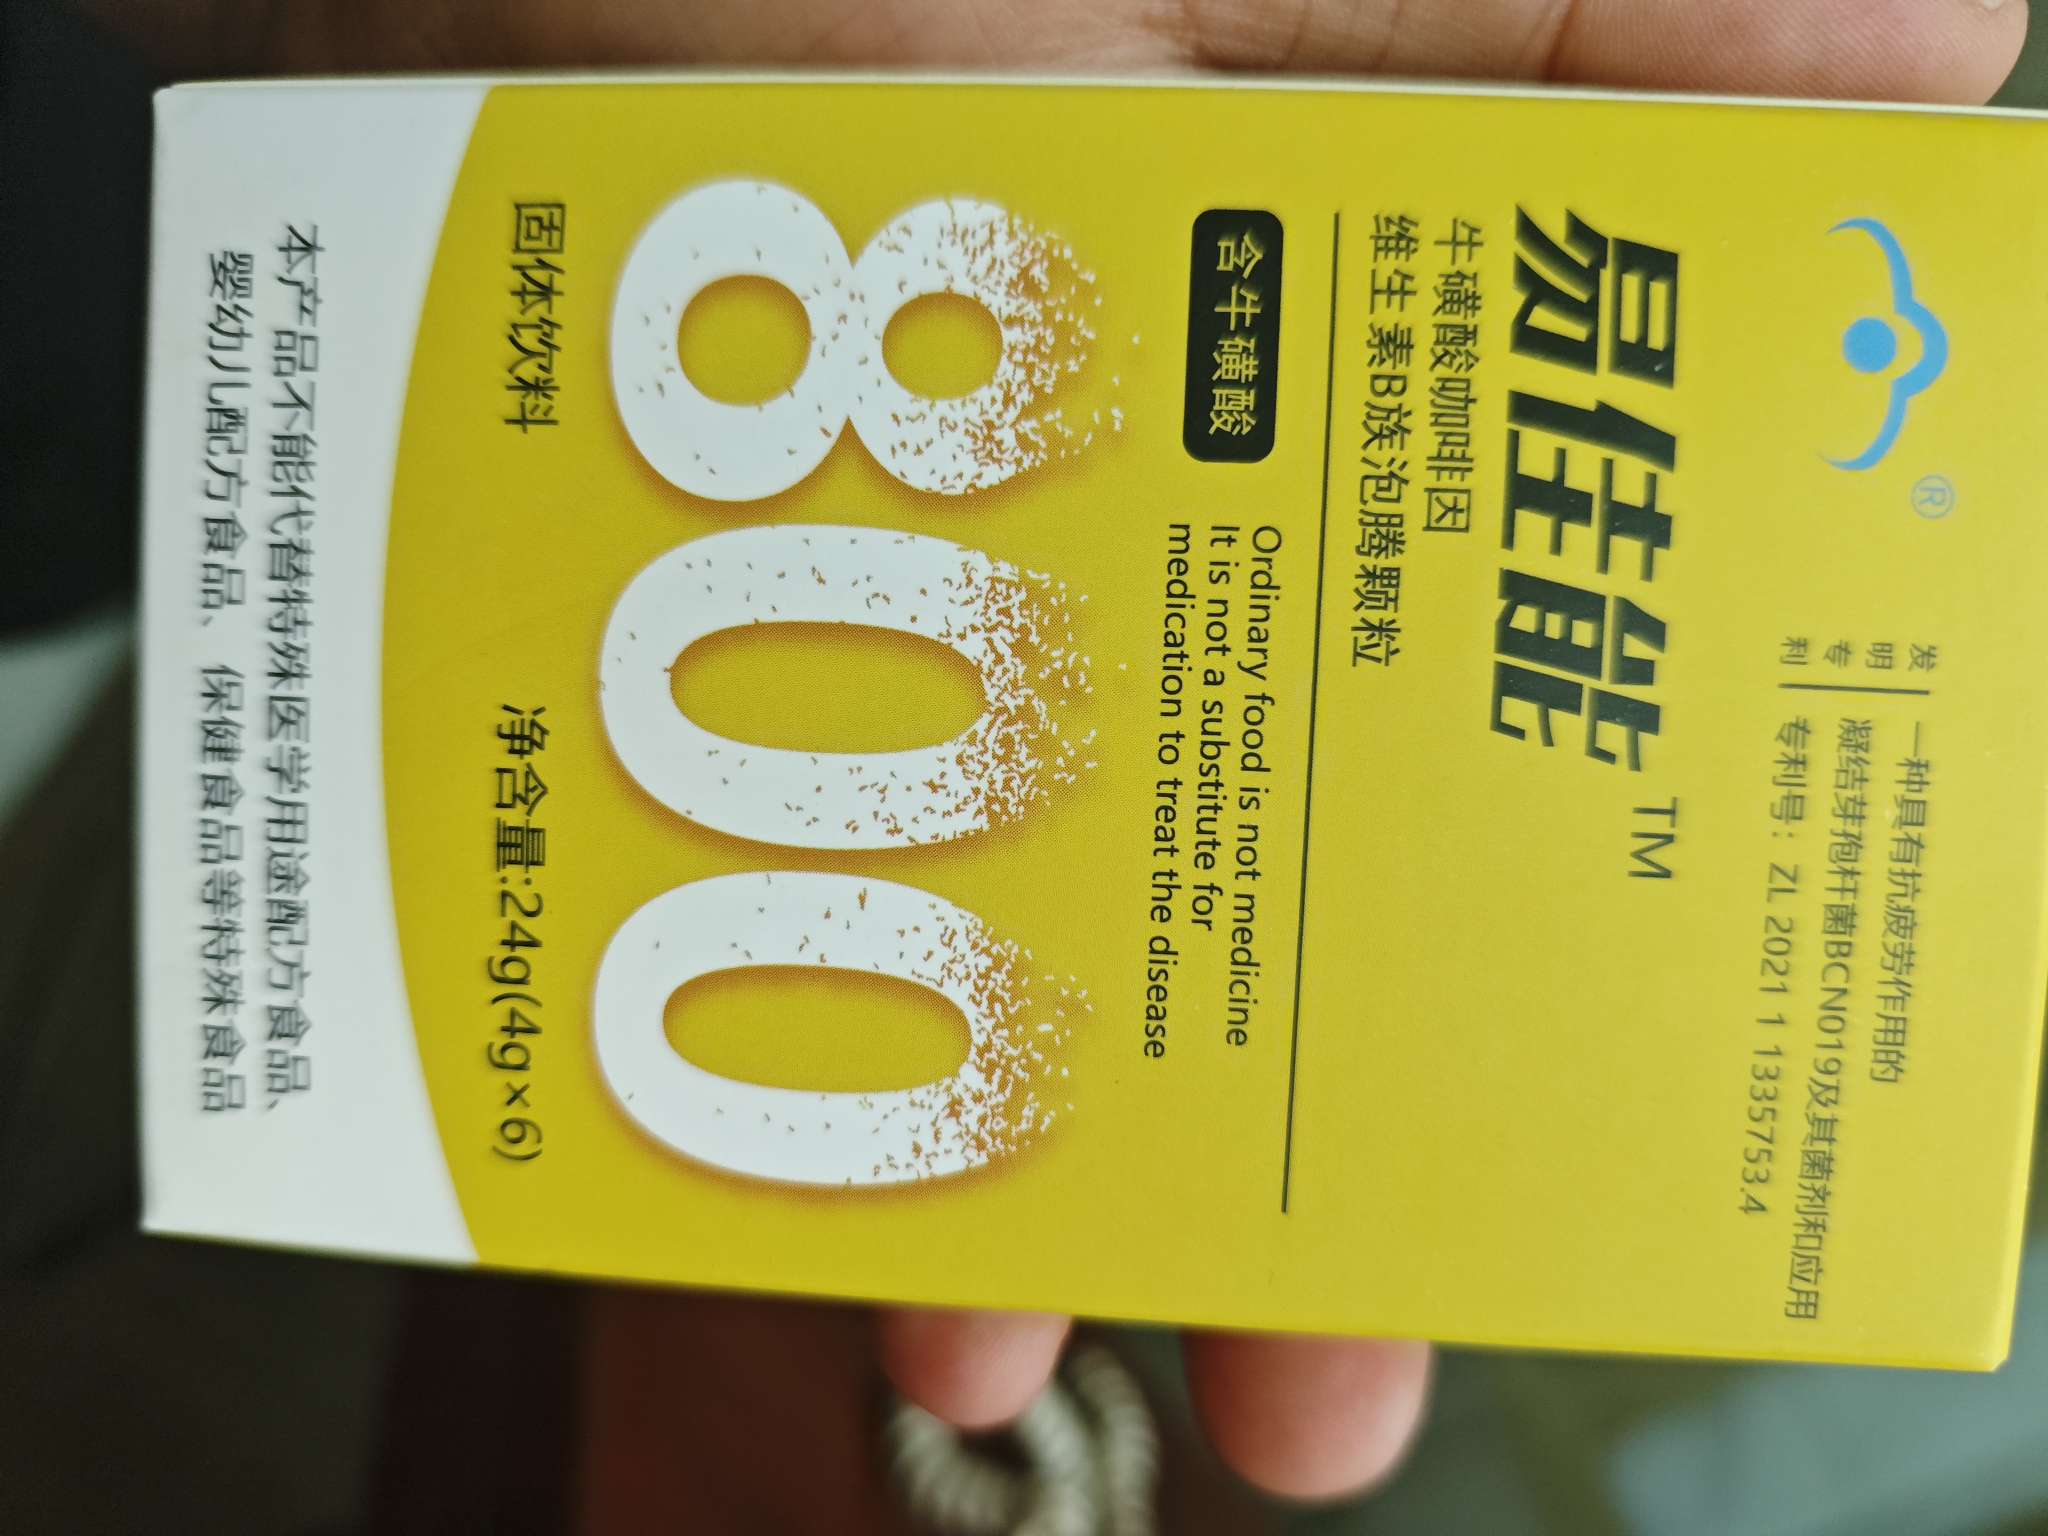 ®
发明专利
一种具有抗疲劳作用的
凝结芽孢杆菌BCN019及其菌剂和应用
专利号：ZL 2021 1 1335753.4
易佳能™
牛磺酸咖啡因
维生素B族泡腾颗粒
含牛磺酸
Ordinary food is not medicine
It is not a substitute for
medication to treat the disease
800
固体饮料
净含量:24g(4g×6)
本产品不能代替特殊医学用途配方食品、
婴幼儿配方食品、保健食品等特殊食品